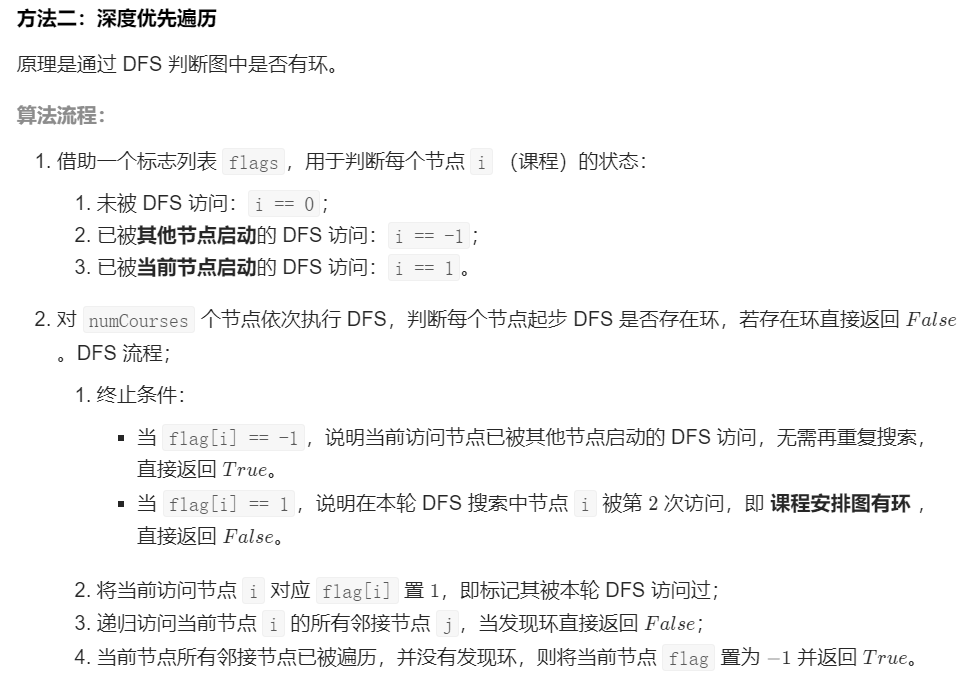 方法二：深度优先遍历
原理是通过 DFS 判断图中是否有环。
算法流程：
1. 借助一个标志列表 flags，用于判断每个节点 i （课程）的状态：
1. 未被 DFS 访问：i == 0；
2. 已被其他节点启动的 DFS 访问：i == -1；
3. 已被当前节点启动的 DFS 访问：i == 1。
2. 对 numCourses 个节点依次执行 DFS，判断每个节点起步 DFS 是否存在环，若存在环直接返回 False
。DFS 流程；
1. 终止条件：
▪ 当 flag[i] == -1，说明当前访问节点已被其他节点启动的 DFS 访问，无需再重复搜索，
直接返回 True。
▪ 当 flag[i] == 1，说明在本轮 DFS 搜索中节点 i 被第 2 次访问，即 课程安排图有环 ，
直接返回 False。
2. 将当前访问节点 i 对应 flag[i] 置 1，即标记其被本轮 DFS 访问过；
3. 递归访问当前节点 i 的所有邻接节点 j，当发现环直接返回 False；
4. 当前节点所有邻接节点已被遍历，并没有发现环，则将当前节点 flag 置为 −1 并返回 True。